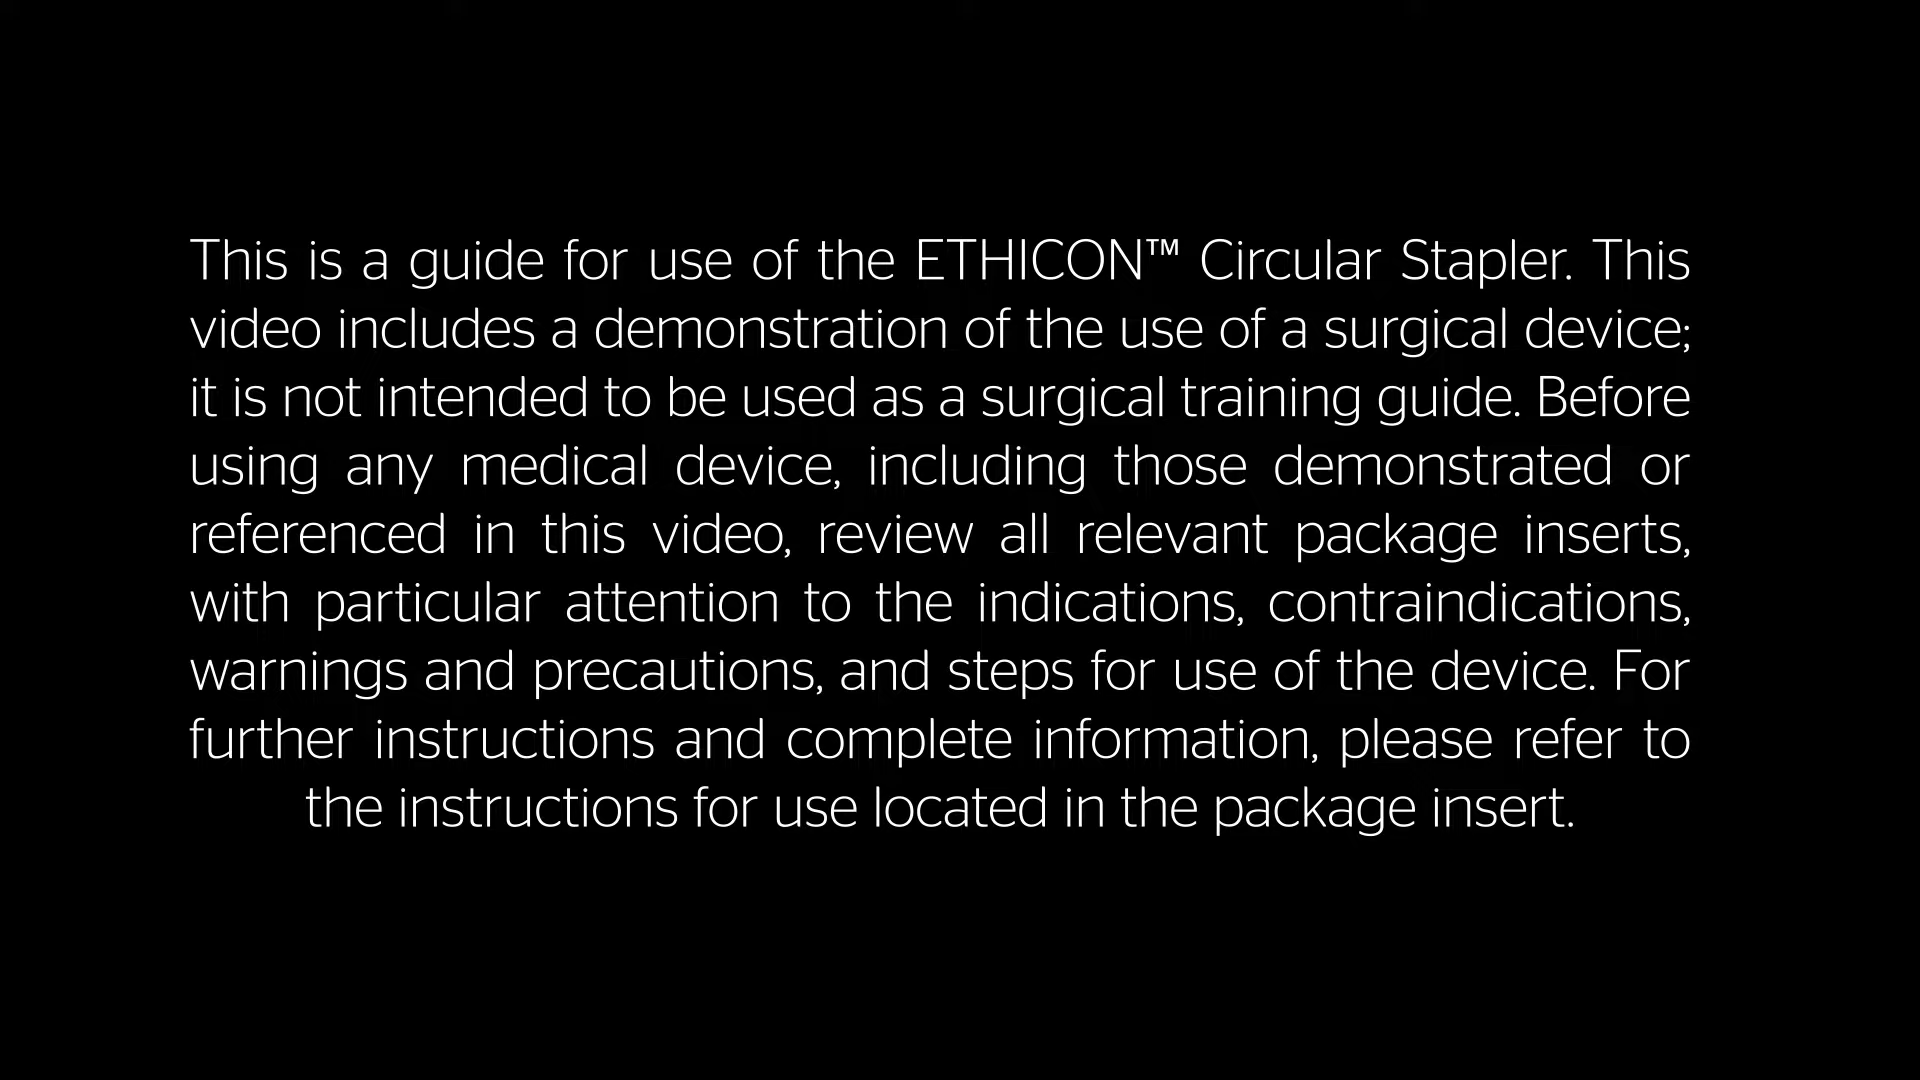 This is a guide for use of the ETHICON™ Circular Stapler. This
video includes a demonstration of the use of a surgical device;
it is not intended to be used as a surgical training guide. Before
using any medical device, including those demonstrated or
referenced in this video, review all relevant package inserts,
with particular attention to the indications, contraindications,
warnings and precautions, and steps for use of the device. For
further instructions and complete information, please refer to
the instructions for use located in the package insert.